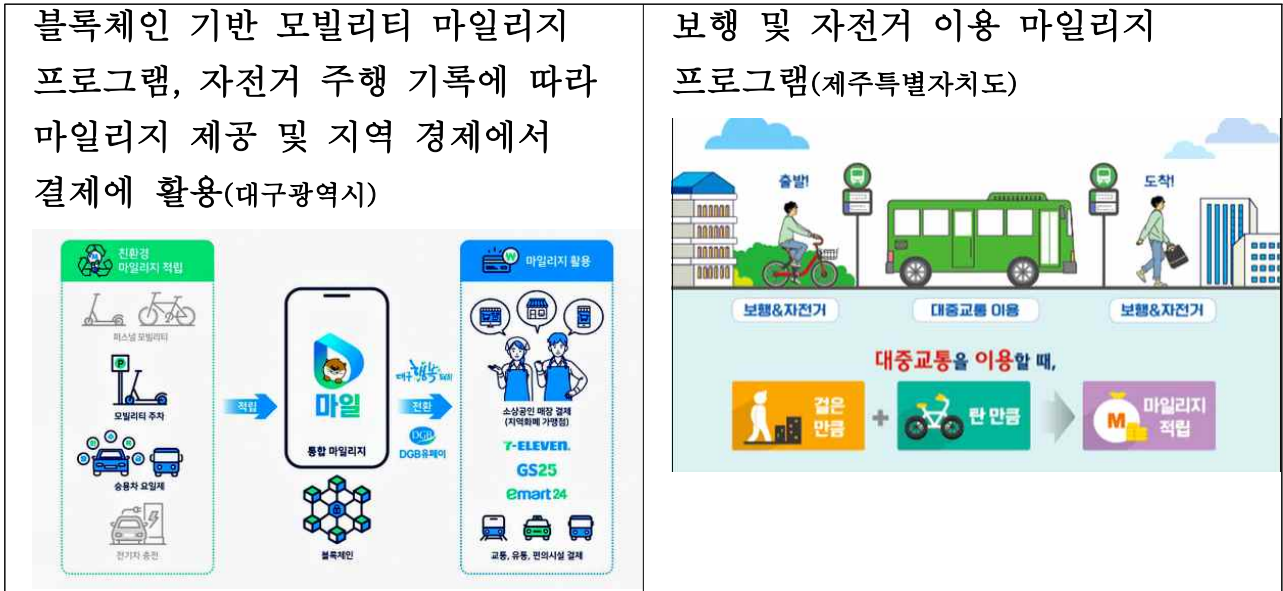 블록체인 기반 모빌리티 마일리지
프로그램, 자전거 주행 기록에 따라
마일리지 제공 및 지역 경제에서
결제에 활용(대구광역시)
친환경
마일리지 적립
퍼스널 모빌리티
P
모빌리티 주차
승용차 요일제
전기차 충전
적립
마일
통합 마일리지
블록체인
대구행복페이
전환
DGB
DGB유페이
W
마일리지 활용
소상공인 매장 결제
(지역화폐 가맹점)
7-ELEVEN.
GS25
emart24
교통, 유통, 편의시설 결제
보행 및 자전거 이용 마일리지
프로그램(제주특별자치도)
출발!
도착!
보행&자전거
대중교통 이용
보행&자전거
대중교통을 이용할 때,
걸은
만큼
+
탄 만큼
M
마일리지
적립